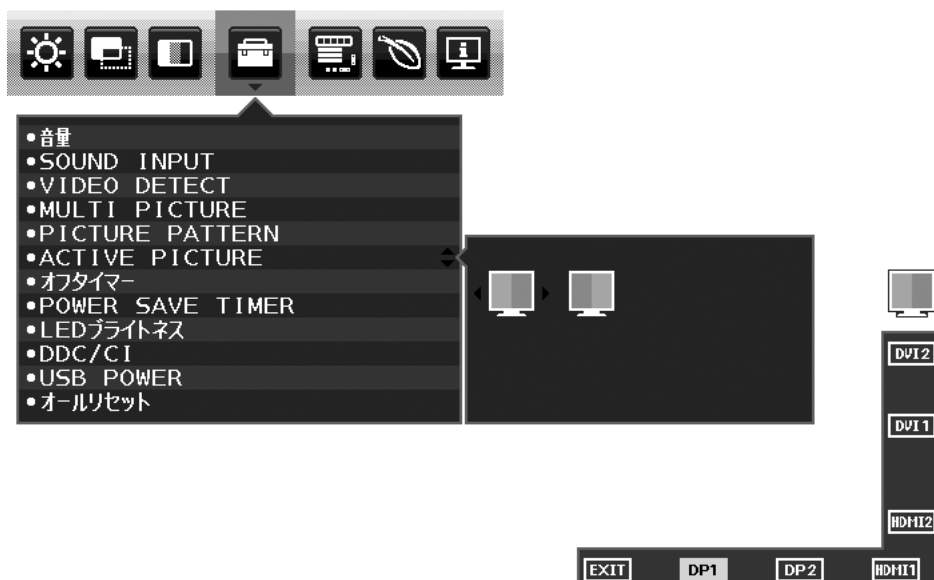 音量
SOUND INPUT
VIDEO DETECT
MULTI PICTURE
PICTURE PATTERN
ACTIVE PICTURE
オフタイマー
POWER SAVE TIMER
LEDブライトネス
DDC/CI
USB POWER
オールリセット
DVI2
DVI1
HDMI2
EXIT DP1 DP2 HDMI1